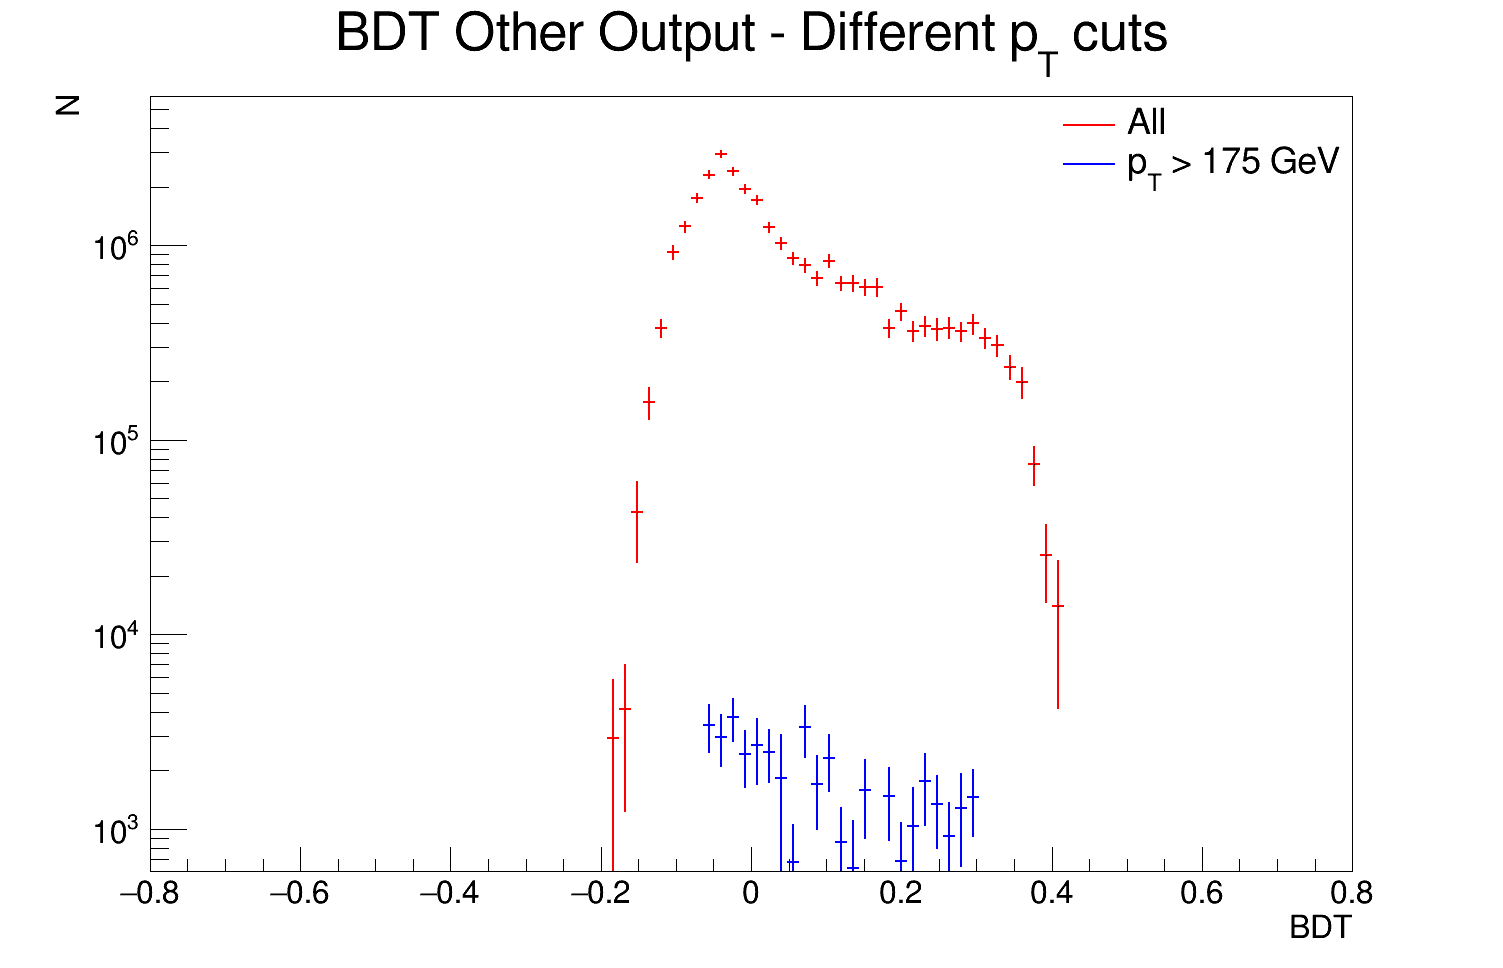 BDT Other Output - Different p_T cuts
N
All
p_T > 175 GeV
10^6
10^5
10^4
10^3
−0.8 −0.6 −0.4 −0.2 0 0.2 0.4 0.6 0.8
BDT